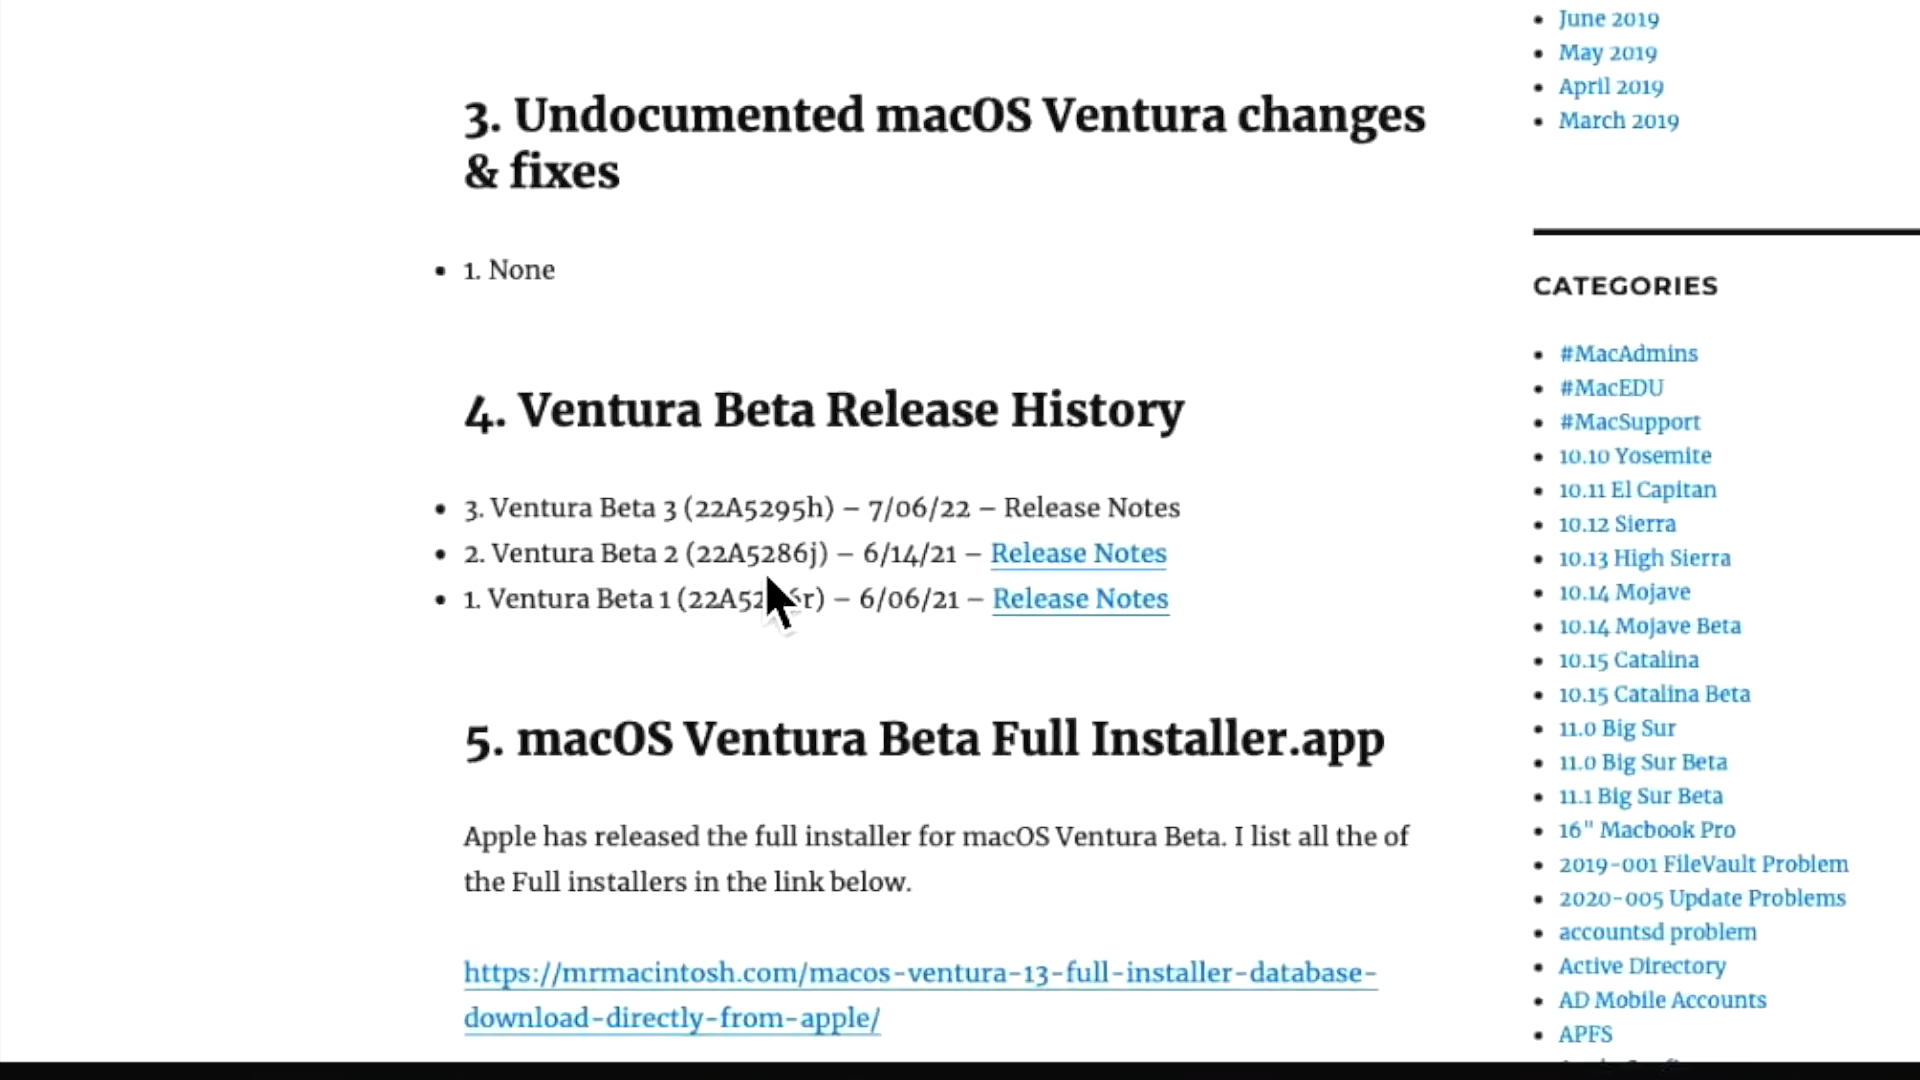 3. Undocumented macOS Ventura changes
& fixes
1. None
4. Ventura Beta Release History
3. Ventura Beta 3 (22A5295h) – 7/06/22 – Release Notes
2. Ventura Beta 2 (22A5286j) – 6/14/21 – Release Notes
1. Ventura Beta 1 – 6/06/21 – Release Notes
5. macOS Ventura Beta Full Installer.app
Apple has released the full installer for macOS Ventura Beta. I list all the of
the Full installers in the link below.
https://mrmacintosh.com/macos-ventura-13-full-installer-database-
download-directly-from-apple/
June 2019
May 2019
April 2019
March 2019
CATEGORIES
#MacAdmins
#MacEDU
#MacSupport
10.10 Yosemite
10.11 El Capitan
10.12 Sierra
10.13 High Sierra
10.14 Mojave
10.14 Mojave Beta
10.15 Catalina
10.15 Catalina Beta
11.0 Big Sur
11.0 Big Sur Beta
11.1 Big Sur Beta
16" Macbook Pro
2019-001 FileVault Problem
2020-005 Update Problems
accountsd problem
Active Directory
AD Mobile Accounts
APFS